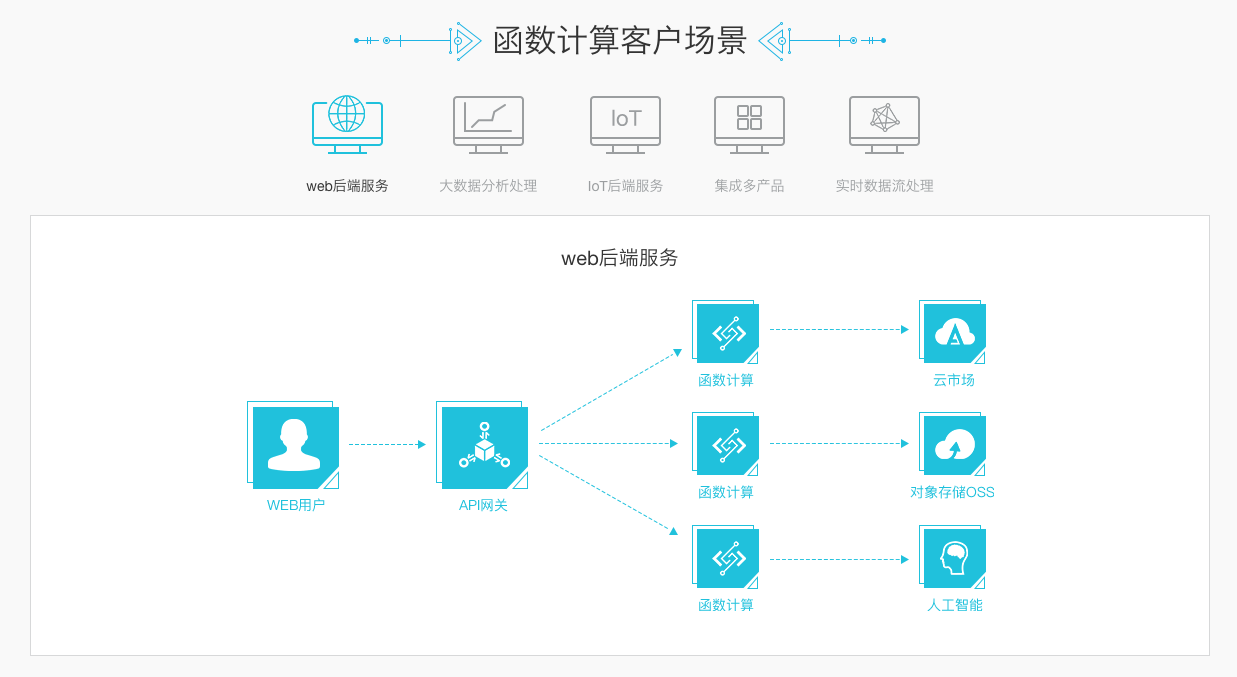 函数计算客户场景
IoT
web后端服务
大数据分析处理
IoT后端服务
集成多产品
实时数据流处理
web后端服务
函数计算
云市场
WEB用户
API网关
函数计算
对象存储OSS
函数计算
人工智能